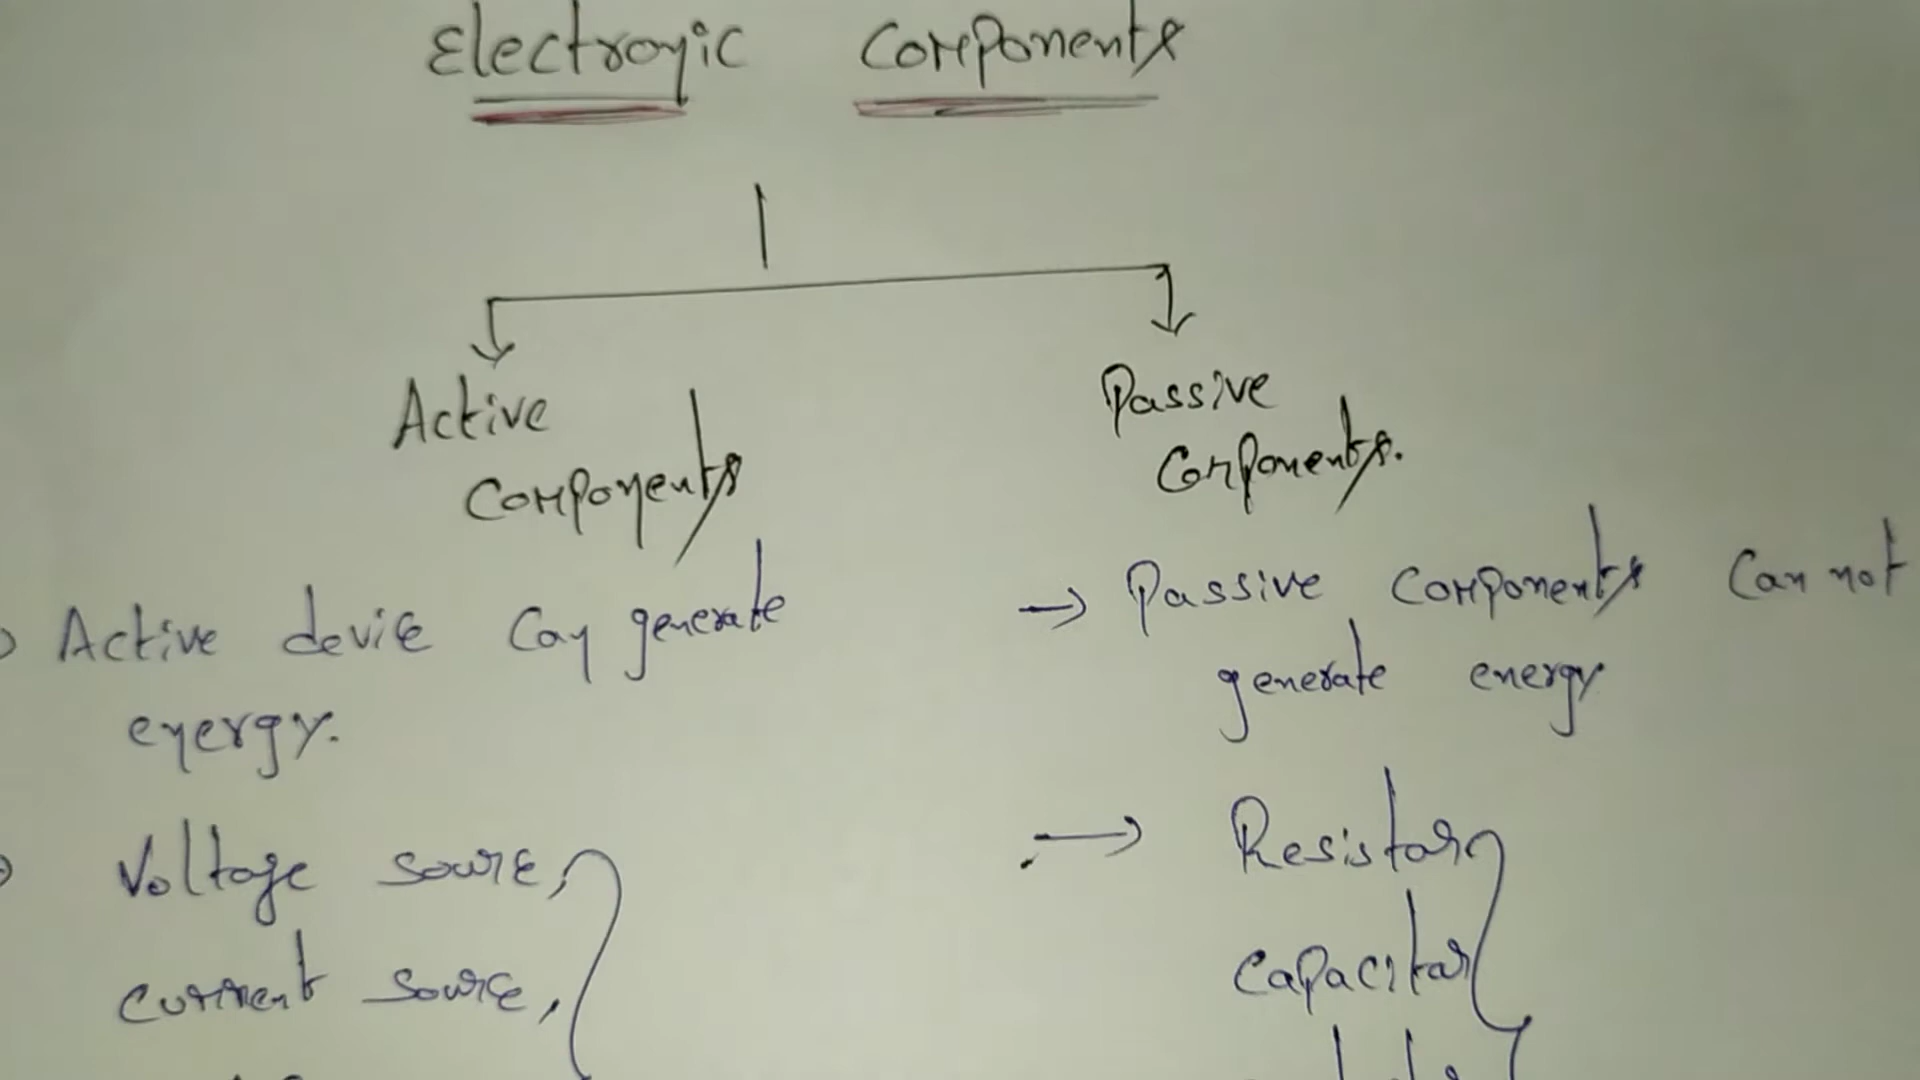 Electronic Components
Active
Components
Passive
Components.
Active device can generate
energy.
Voltage source,
current source,
→ Passive components can not
generate energy
→ Resistor
capacitor